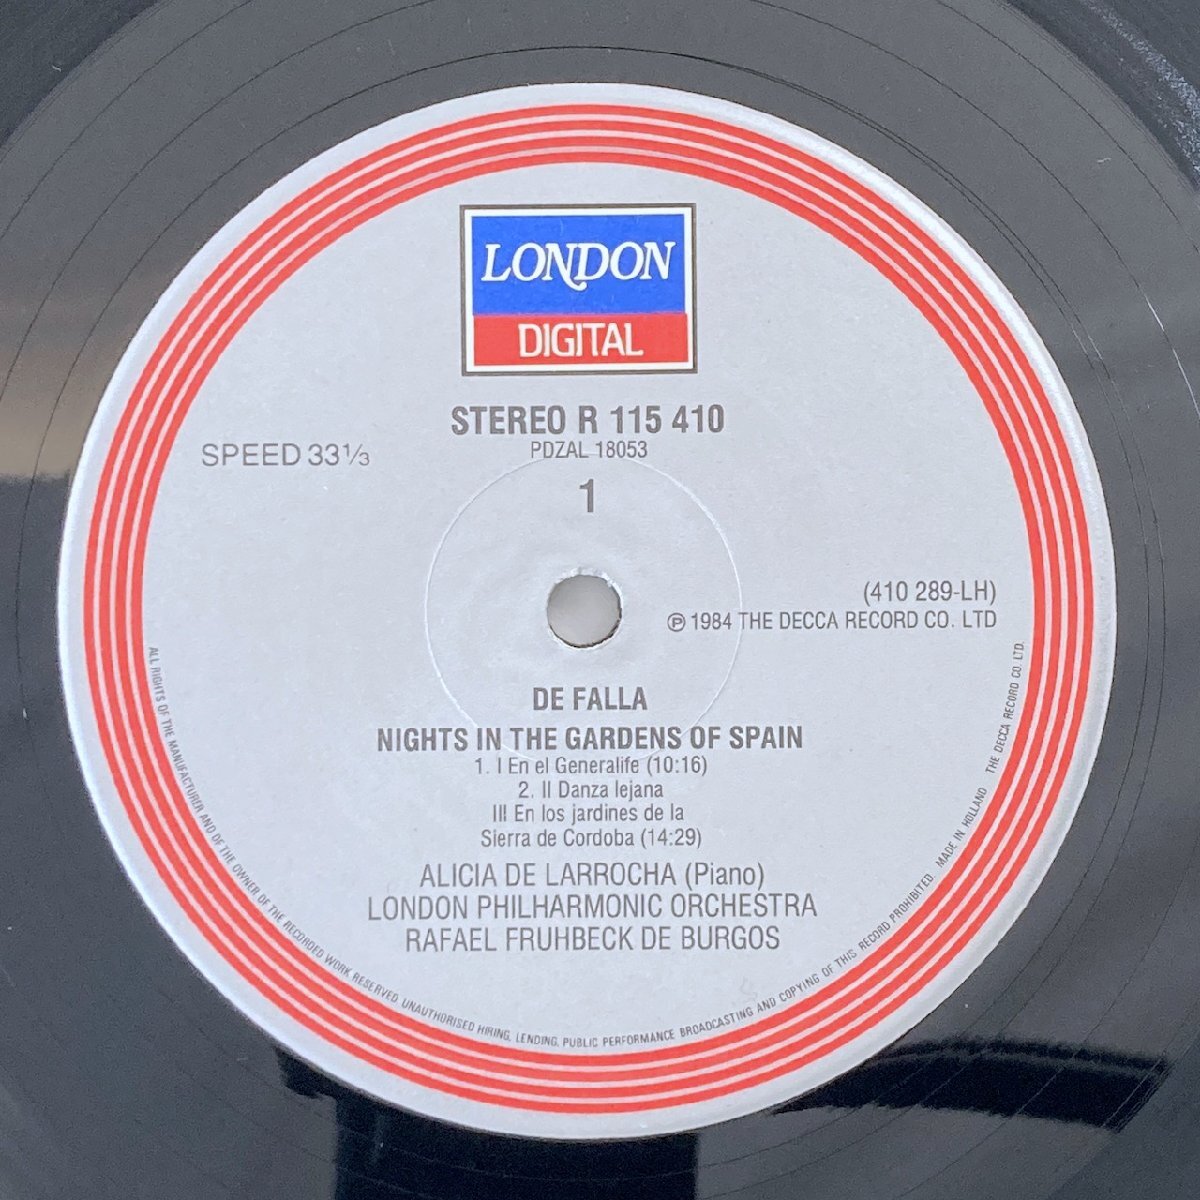 LONDON
DIGITAL
STEREO R 115 410
PDZAL 18053
SPEED 33⅓
1
(410 289-LH)
℗ 1984 THE DECCA RECORD CO. LTD
DE FALLA
NIGHTS IN THE GARDENS OF SPAIN
1. I En el Generalife (10:16)
2. II Danza lejana
III En los jardines de la
Sierra de Cordoba (14:29)
ALICIA DE LARROCHA (Piano)
LONDON PHILHARMONIC ORCHESTRA
RAFAEL FRUHBECK DE BURGOS
ALL RIGHTS OF THE MANUFACTURER AND OF THE OWNER OF THE RECORDED WORK RESERVED. UNAUTHORISED HIRING, LENDING, PUBLIC PERFORMANCE BROADCASTING AND COPYING OF THIS RECORD PROHIBITED. MADE IN HOLLAND THE DECCA RECORD CO. LTD.